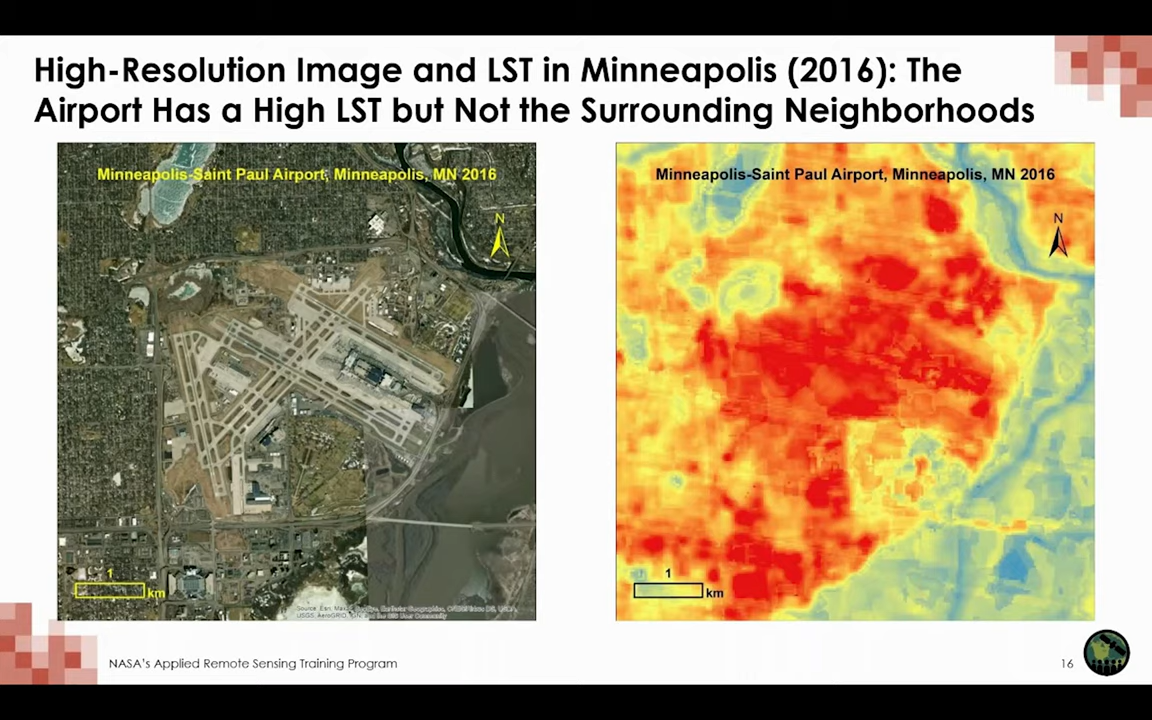 High-Resolution Image and LST in Minneapolis (2016): The
Airport Has a High LST but Not the Surrounding Neighborhoods
Minneapolis-Saint Paul Airport, Minneapolis, MN 2016
N
1
km
Minneapolis-Saint Paul Airport, Minneapolis, MN 2016
N
1
km
NASA's Applied Remote Sensing Training Program
16